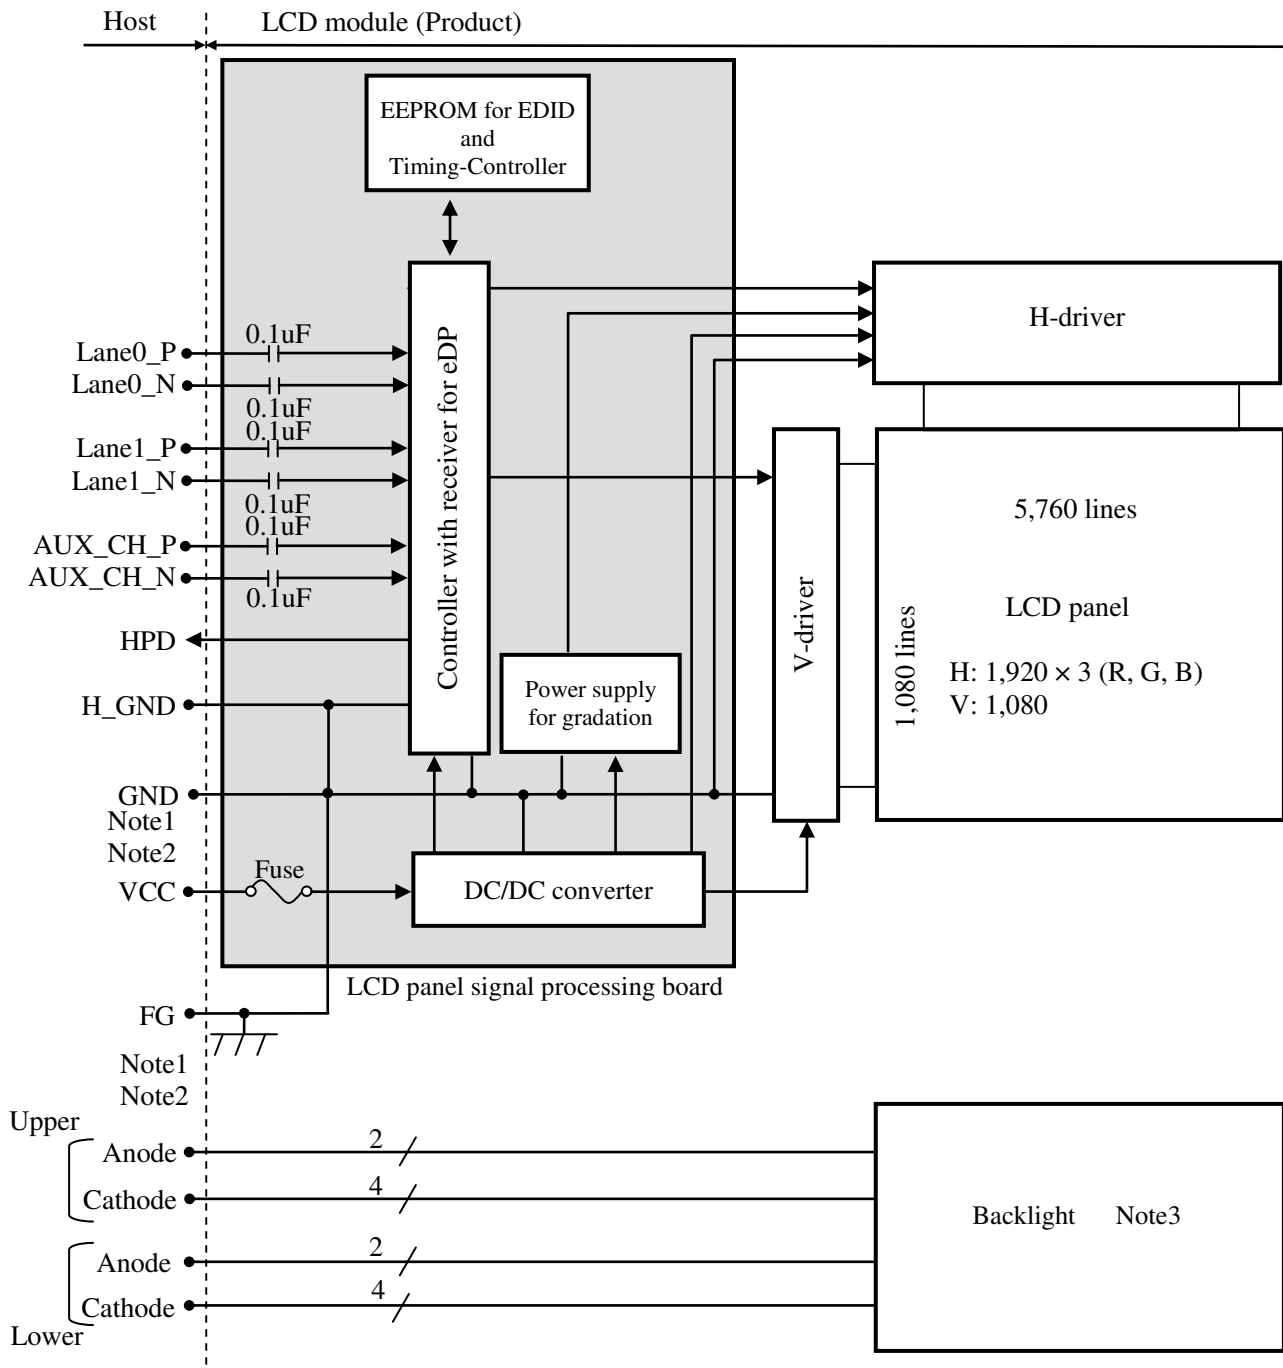 Host
LCD module (Product)
EEPROM for EDID
and
Timing-Controller
H-driver
0.1uF
Lane0_P
Lane0_N
0.1uF
0.1uF
Lane1_P
Lane1_N
0.1uF
0.1uF
AUX_CH_P
AUX_CH_N
0.1uF
HPD
H_GND
Controller with receiver for eDP
Power supply
for gradation
V-driver
5,760 lines
1,080 lines
LCD panel
H: 1,920 × 3 (R, G, B)
V: 1,080
GND
Note1
Note2
VCC
Fuse
DC/DC converter
LCD panel signal processing board
FG
Note1
Note2
Upper
Anode
2
Cathode
4
Anode
2
Cathode
4
Lower
Backlight Note3